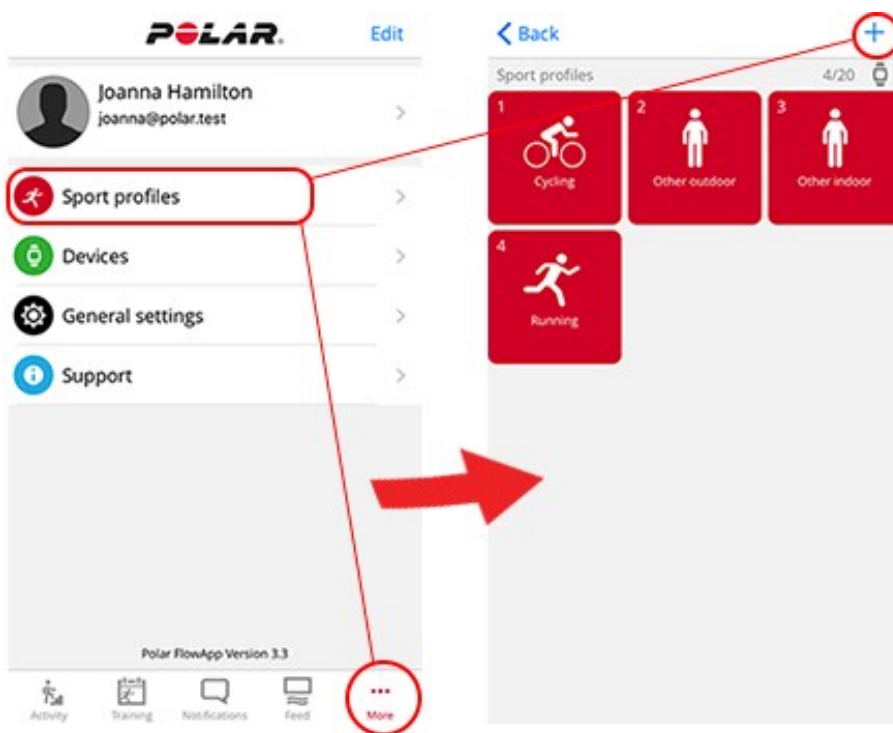 POLAR.
Edit
Joanna Hamilton
joanna@polar.test
Sport profiles
Devices
General settings
Support
Polar FlowApp Version 3.3
Activity
Training
Notifications
Feed
More
Back
+
Sport profiles
4/20
1
Cycling
2
Other outdoor
3
Other indoor
4
Running